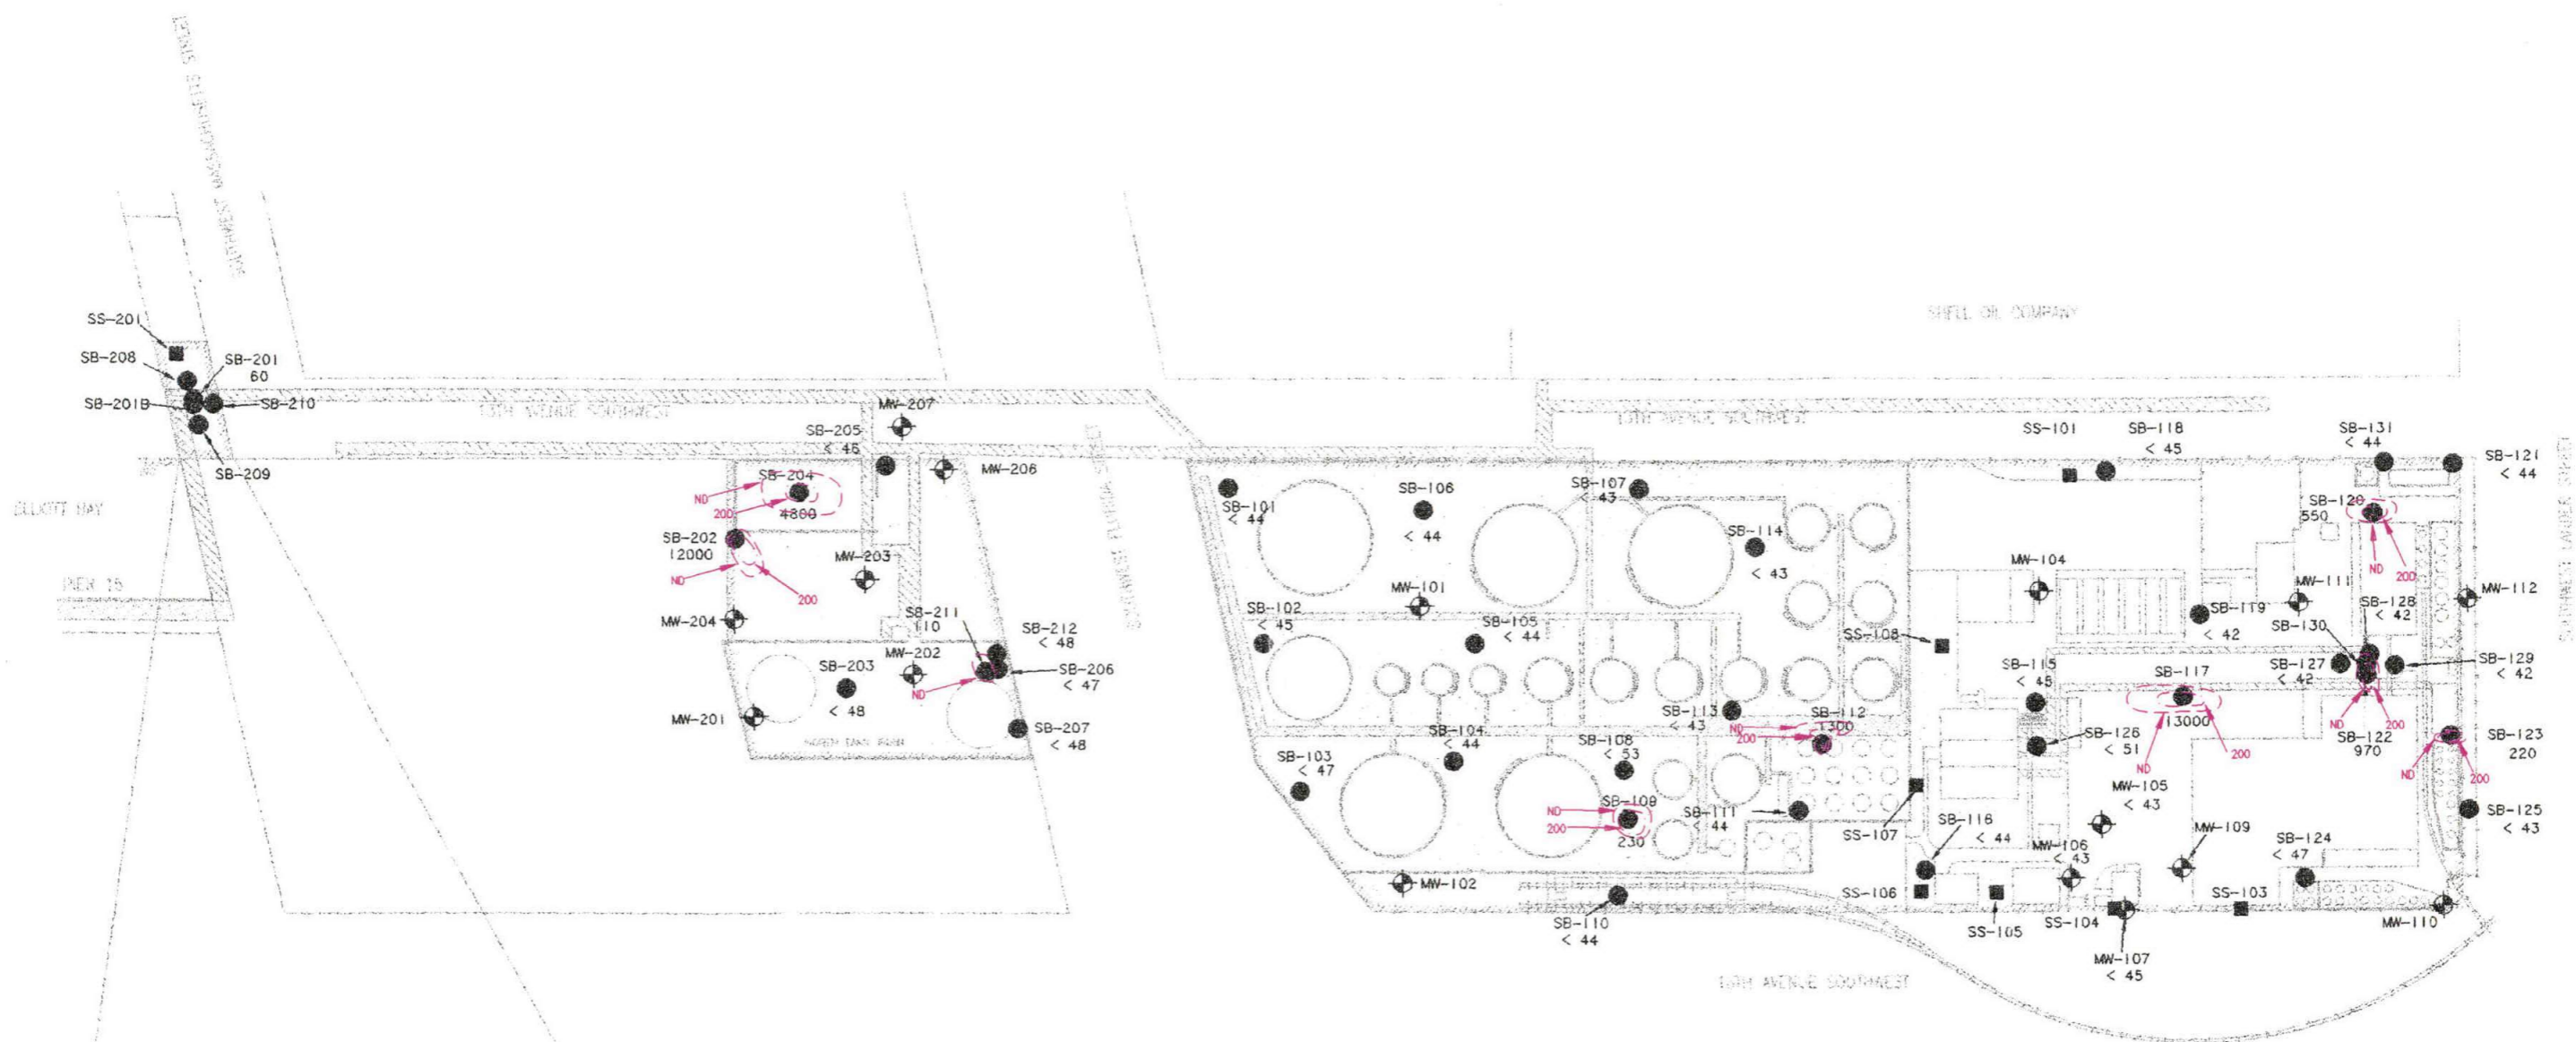 SOUTHWEST MASSACHUSETTS STREET
SHELL OIL COMPANY
SS-201
SB-208
SB-201
60
SB-201B
SB-210
SB-209
13TH AVENUE SOUTHWEST
ELLIOTT BAY
PIER 15
MW-207
SB-205
< 46
MW-206
SB-204
4800
ND
200
SB-202
12000
ND
200
MW-203
MW-204
SB-211
110
SB-212
< 48
MW-202
SB-203
< 48
ND
SB-206
< 47
MW-201
SB-207
< 48
NORTH TANK FARM
SOUTHWEST FLORIDA STREET
13TH AVENUE SOUTHWEST
SB-101
< 44
SB-106
< 44
SB-107
< 43
SB-114
< 43
MW-101
SB-102
< 45
SB-105
< 44
SB-113
< 43
SB-112
1300
ND
200
SB-104
< 44
SB-108
< 53
SB-103
< 47
SB-109
230
ND
200
SB-111
< 44
MW-102
SB-110
< 44
SS-101
SB-118
< 45
SB-131
< 44
SB-121
< 44
SB-120
550
ND
200
MW-104
MW-111
MW-112
SB-119
< 42
SB-128
< 42
SB-130
SS-108
SB-115
< 45
SB-117
13000
ND
200
SB-127
< 42
SB-129
< 42
ND
200
SB-122
970
SB-126
< 51
SB-123
220
ND
200
MW-105
< 43
SS-107
SB-116
< 44
MW-106
< 43
MW-109
SB-124
< 47
SB-125
< 43
SS-106
SS-105
SS-104
SS-103
MW-110
MW-107
< 45
16TH AVENUE SOUTHWEST